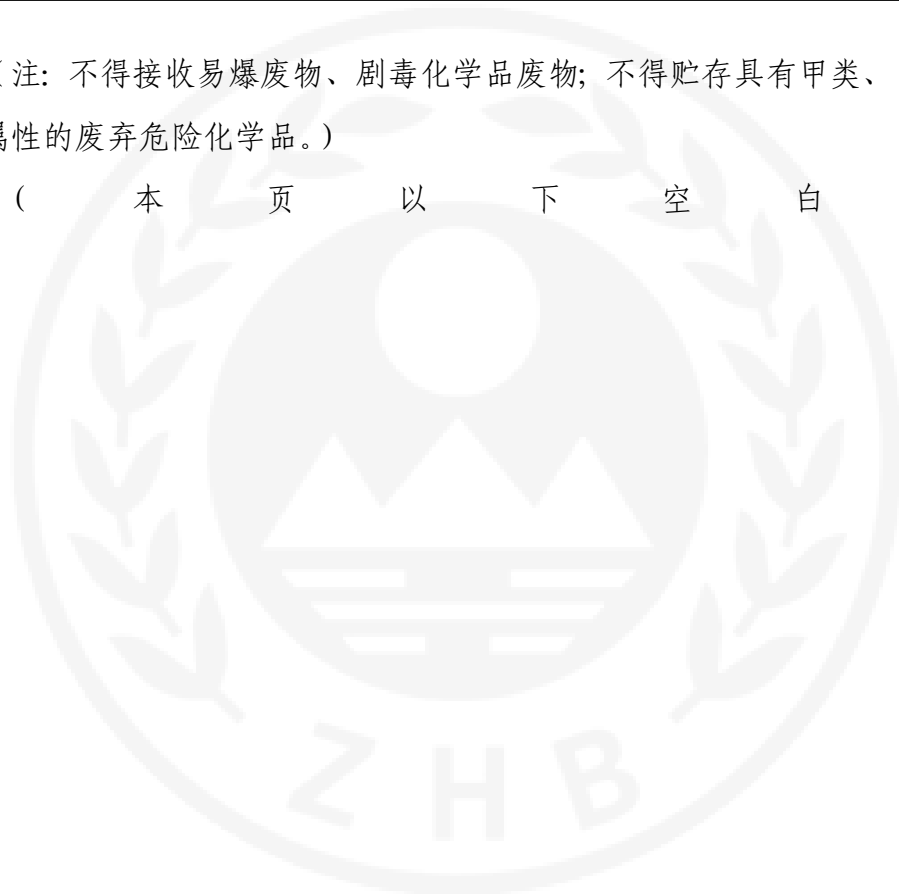 注: 不得接收易爆废物、剧毒化学品废物; 不得贮存具有甲类、
属性的废弃危险化学品。)
( 本 页 以 下 空 白
ZHB